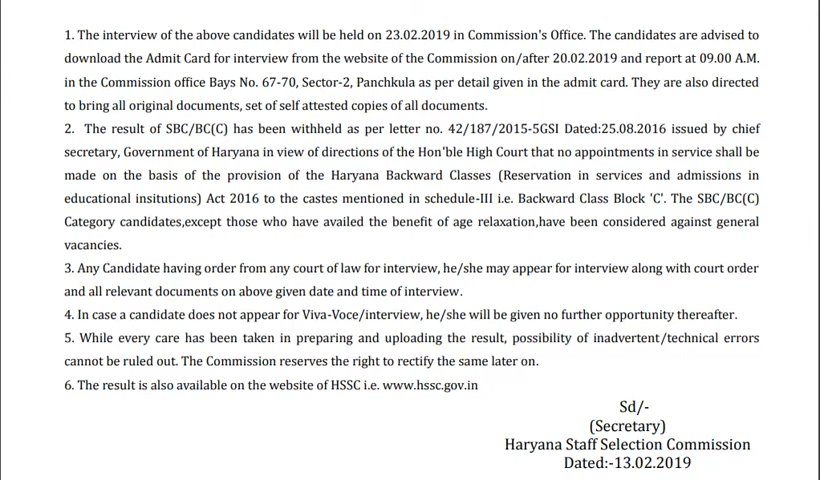 1. The interview of the above candidates will be held on 23.02.2019 in Commission's Office. The candidates are advised to
download the Admit Card for interview from the website of the Commission on/after 20.02.2019 and report at 09.00 A.M.
in the Commission office Bays No. 67-70, Sector-2, Panchkula as per detail given in the admit card. They are also directed
to bring all original documents, set of self attested copies of all documents.
2. The result of SBC/BC(C) has been withheld as per letter no. 42/187/2015-5GSI Dated:25.08.2016 issued by chief
secretary, Government of Haryana in view of directions of the Hon'ble High Court that no appointments in service shall be
made on the basis of the provision of the Haryana Backward Classes (Reservation in services and admissions in
educational insitutions) Act 2016 to the castes mentioned in schedule-III i.e. Backward Class Block 'C'. The SBC/BC(C)
Category candidates,except those who have availed the benefit of age relaxation,have been considered against general
vacancies.
3. Any Candidate having order from any court of law for interview, he/she may appear for interview along with court order
and all relevant documents on above given date and time of interview.
4. In case a candidate does not appear for Viva-Voce/interview, he/she will be given no further opportunity thereafter.
5. While every care has been taken in preparing and uploading the result, possibility of inadvertent/technical errors
cannot be ruled out. The Commission reserves the right to rectify the same later on.
6. The result is also available on the website of HSSC i.e. www.hssc.gov.in
Sd/-
(Secretary)
Haryana Staff Selection Commission
Dated:-13.02.2019